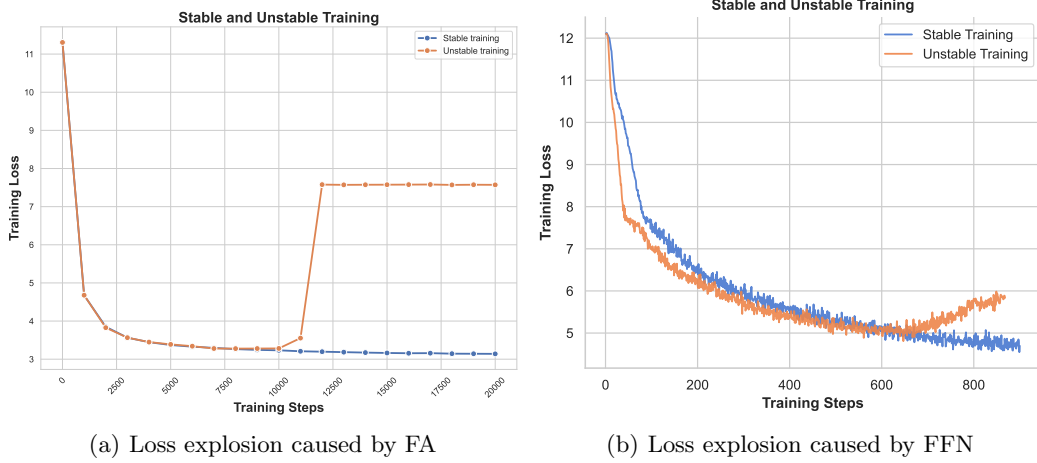 Stable and Unstable Training
Stable training
Unstable training
11
10
9
8
7
6
5
4
3
Training Loss
0
2500
5000
7500
10000
12500
15000
17500
20000
Training Steps
(a) Loss explosion caused by FA
Stable and Unstable Training
Stable Training
Unstable Training
12
11
10
9
8
7
6
5
Training Loss
0
200
400
600
800
Training Steps
(b) Loss explosion caused by FFN